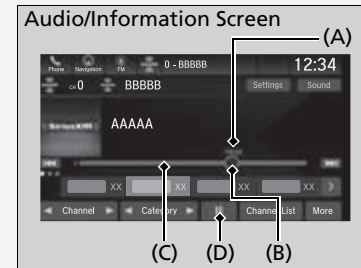 Audio/Information Screen
(A)
Phone Navigation FM 0 - BBBBB 12:34
CH 0 BBBBB Settings Sound
SiriusXM AAAAA
XX XX XX XX
Channel Category Channel List More
(C) (D) (B)